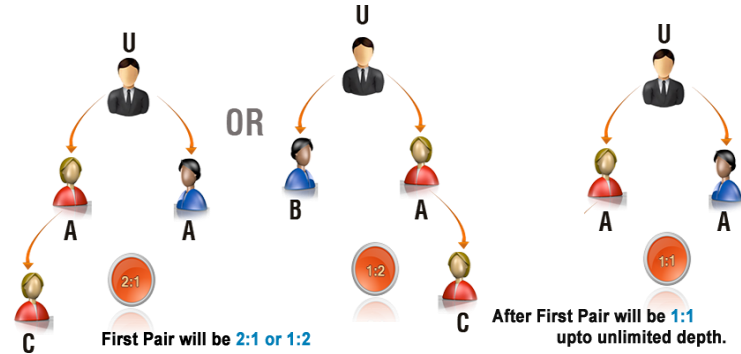 U
U
U
OR
A
A
B
A
A
A
2:1
1:2
1:1
C
C
First Pair will be 2:1 or 1:2
After First Pair will be 1:1
upto unlimited depth.